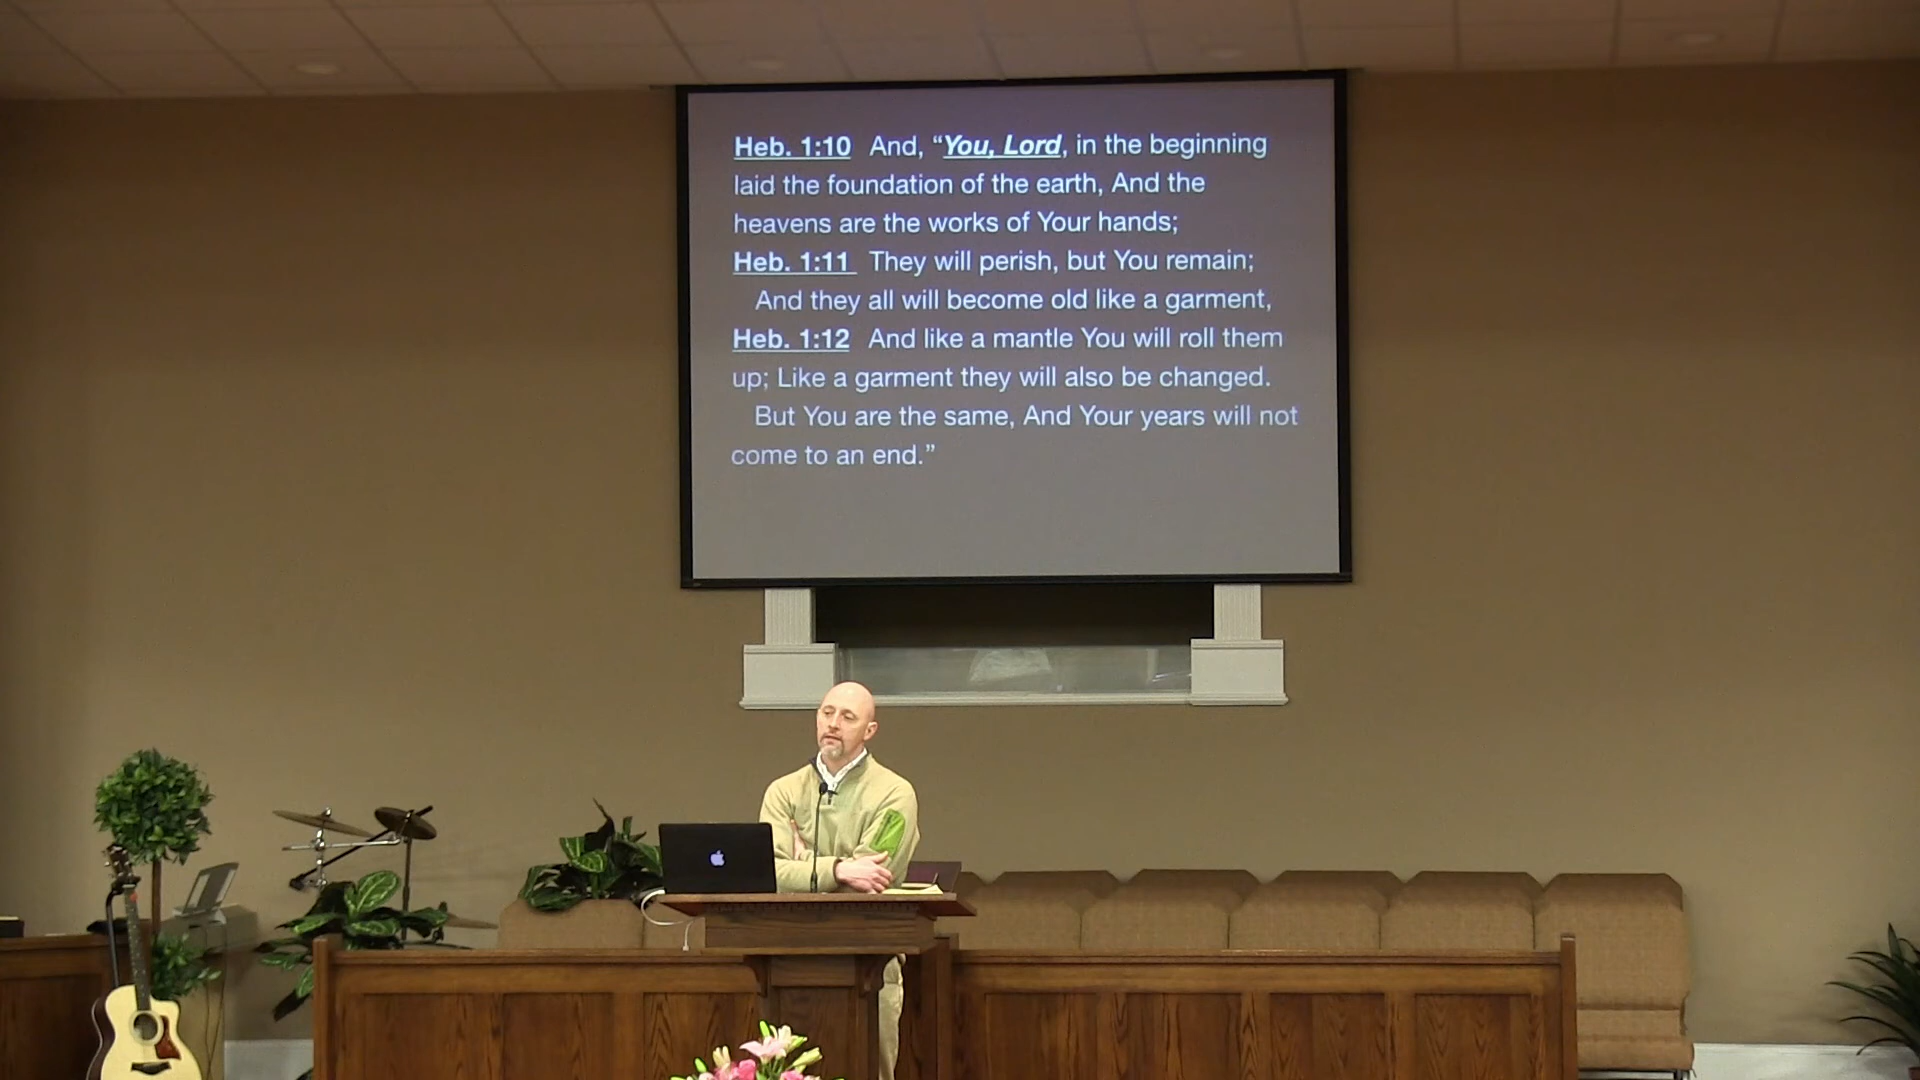 Heb. 1:10 And, “You, Lord, in the beginning
laid the foundation of the earth, And the
heavens are the works of Your hands;
Heb. 1:11 They will perish, but You remain;
And they all will become old like a garment,
Heb. 1:12 And like a mantle You will roll them
up; Like a garment they will also be changed.
But You are the same, And Your years will not
come to an end.”